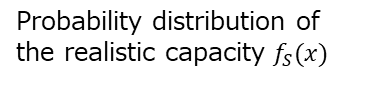 Probability distribution of
the realistic capacity fₛ(x)